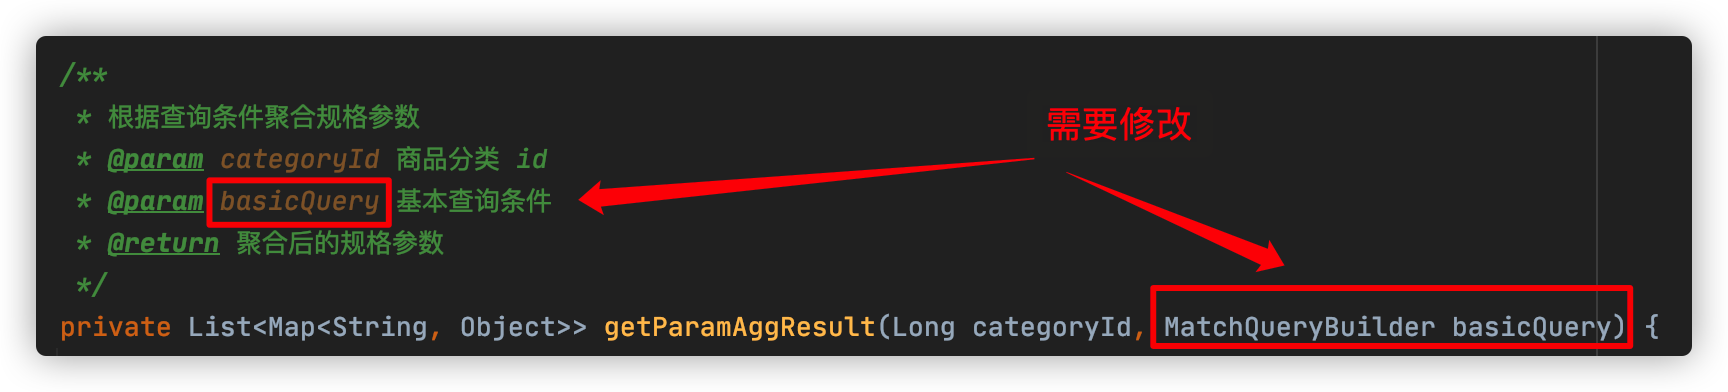 /**
* 根据查询条件聚合规格参数
需要修改
* @param categoryId 商品分类 id
* @param basicQuery 基本查询条件
* @return 聚合后的规格参数
*/
private List<Map<String, Object>> getParamAggResult(Long categoryId, MatchQueryBuilder basicQuery) {